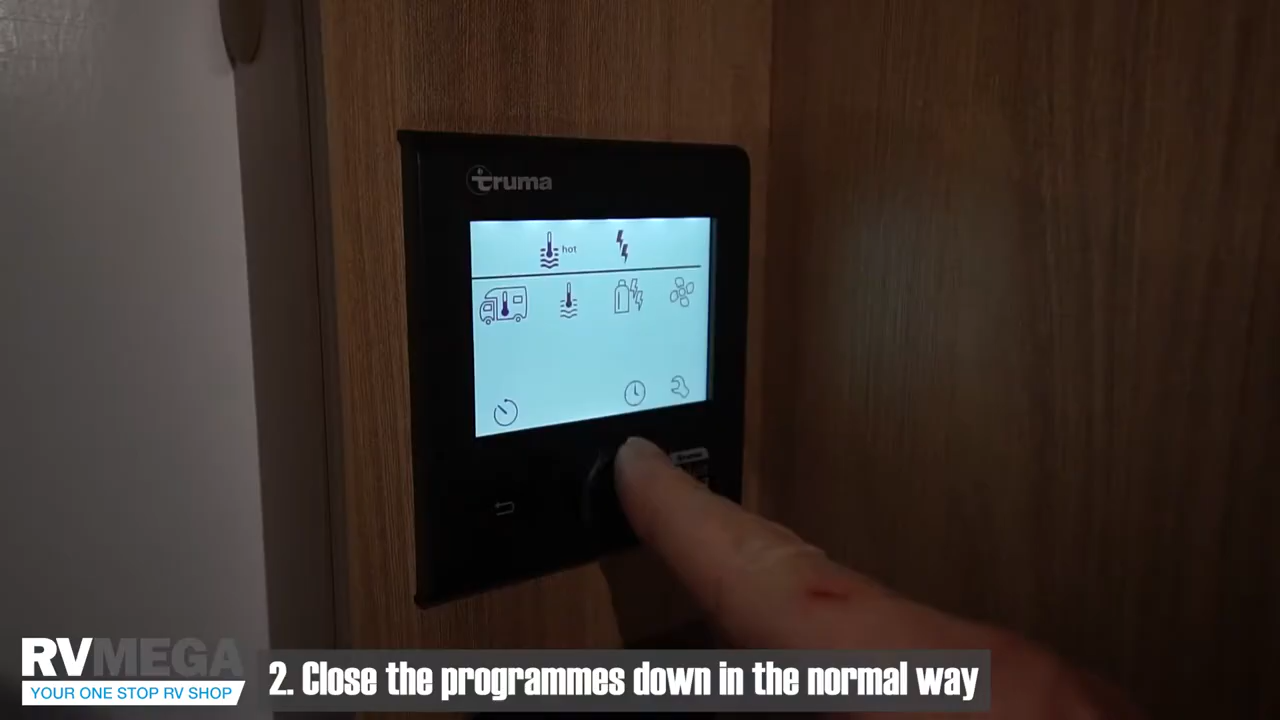 truma
hot
RVMEGA
YOUR ONE STOP RV SHOP
2. Close the programmes down in the normal way